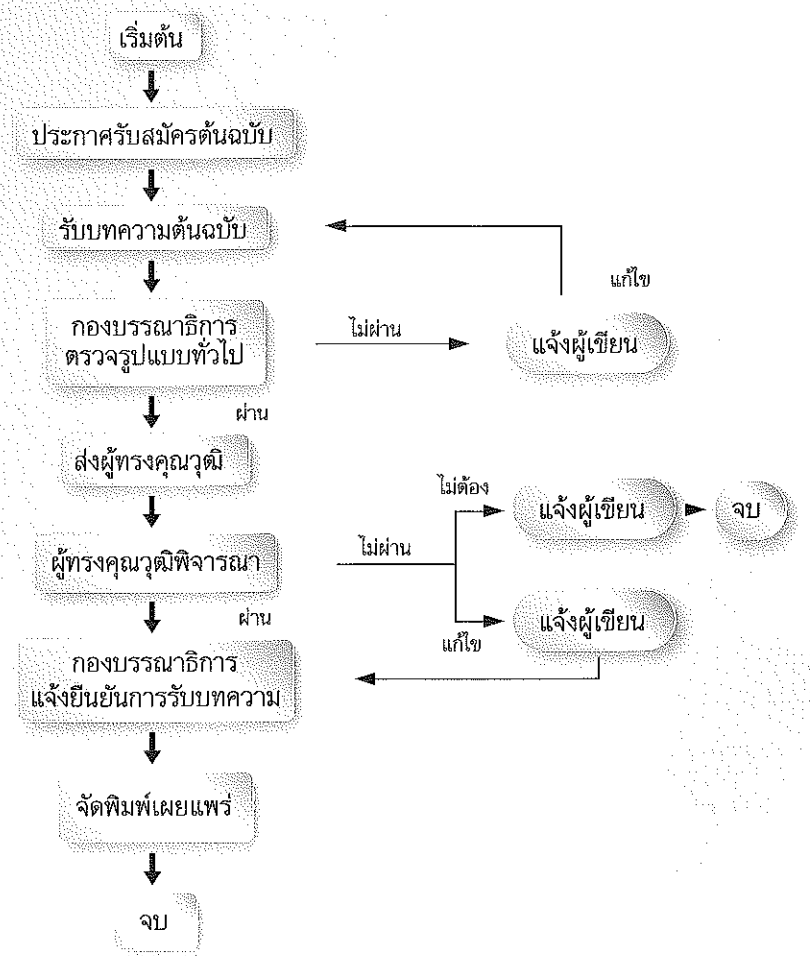 เริ่มต้น
ประกาศรับสมัครต้นฉบับ
รับบทความต้นฉบับ
แก้ไข
กองบรรณาธิการ
ตรวจรูปแบบทั่วไป
ไม่ผ่าน
แจ้งผู้เขียน
ผ่าน
ส่งผู้ทรงคุณวุฒิ
ไม่ต้อง
แจ้งผู้เขียน
จบ
ผู้ทรงคุณวุฒิพิจารณา
ไม่ผ่าน
ผ่าน
แก้ไข
แจ้งผู้เขียน
กองบรรณาธิการ
แจ้งยืนยันการรับบทความ
จัดพิมพ์เผยแพร่
จบ